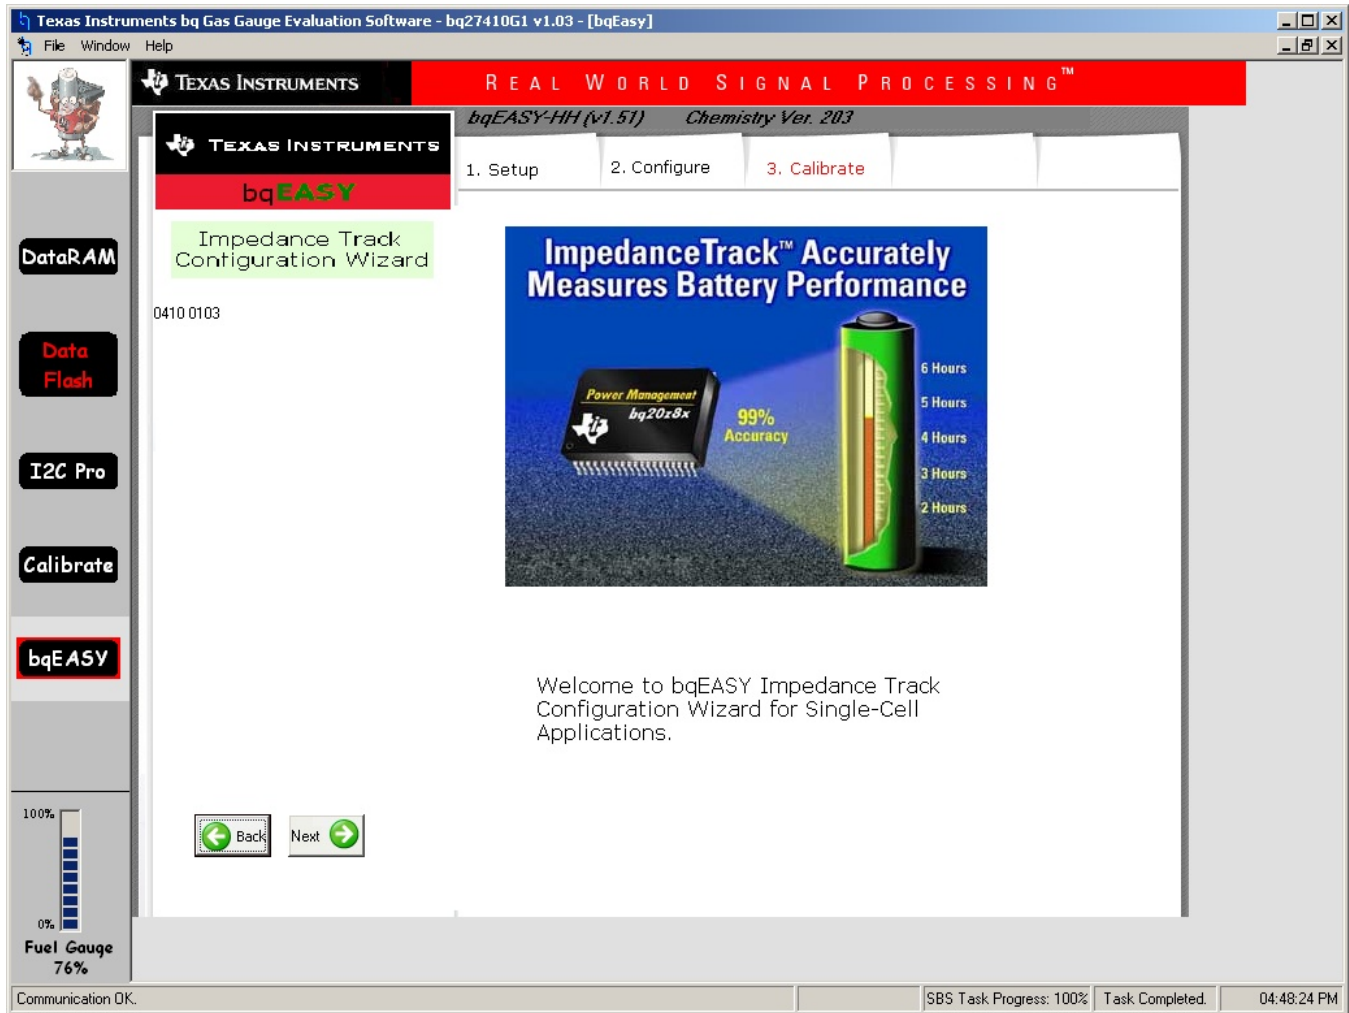 Texas Instruments bq Gas Gauge Evaluation Software - bq27410G1 v1.03 - [bqEasy]
File Window Help
TEXAS INSTRUMENTS
REAL WORLD SIGNAL PROCESSING™
bqEASY-HH (v1.51) Chemistry Ver. 203
TEXAS INSTRUMENTS
bqEASY
1. Setup
2. Configure
3. Calibrate
Impedance Track
Configuration Wizard
0410 0103
DataRAM
Data
Flash
I2C Pro
Calibrate
bqEASY
ImpedanceTrack™ Accurately
Measures Battery Performance
Power Management
bq20z8x
99%
Accuracy
6 Hours
5 Hours
4 Hours
3 Hours
2 Hours
Welcome to bqEASY Impedance Track
Configuration Wizard for Single-Cell
Applications.
Back
Next
100%
0%
Fuel Gauge
76%
Communication OK.
SBS Task Progress: 100%
Task Completed.
04:48:24 PM